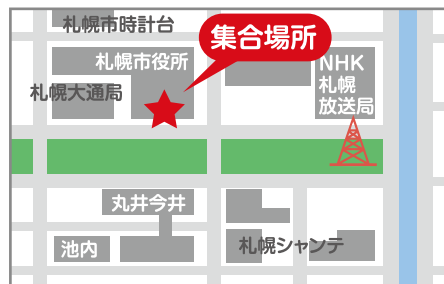 札幌市時計台
集合場所
札幌市役所
NHK
札幌
放送局
札幌大通局
丸井今井
池内
札幌シャンテ